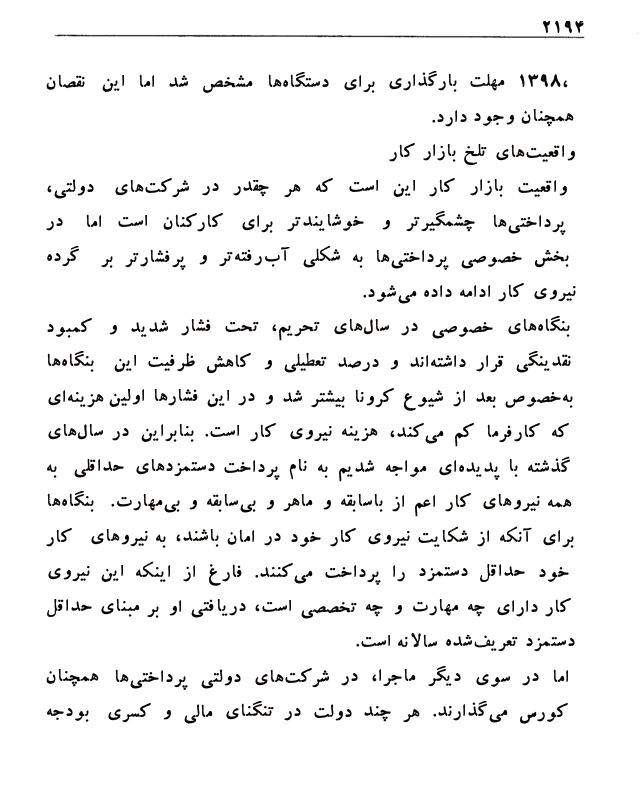 ۲۱۹۴
،۱۳۹۸ مهلت بارگذاری برای دستگاه‌ها مشخص شد اما این نقصان
همچنان وجود دارد.
واقعیت‌های تلخ بازار کار
واقعیت بازار کار این است که هر چقدر در شرکت‌های دولتی،
پرداختی‌ها چشمگیرتر و خوشایندتر برای کارکنان است اما در
بخش خصوصی پرداختی‌ها به شکلی آب‌رفته‌تر و پرفشارتر بر گرده
نیروی کار ادامه داده می‌شود.
بنگاه‌های خصوصی در سال‌های تحریم، تحت فشار شدید و کمبود
نقدینگی قرار داشته‌اند و درصد تعطیلی و کاهش ظرفیت این بنگاه‌ها
به‌خصوص بعد از شیوع کرونا بیشتر شد و در این فشارها اولین هزینه‌ای
که کارفرما کم می‌کند، هزینه نیروی کار است. بنابراین در سال‌های
گذشته با پدیده‌ای مواجه شدیم به نام پرداخت دستمزدهای حداقلی به
همه نیروهای کار اعم از باسابقه و ماهر و بی‌سابقه و بی‌مهارت. بنگاه‌ها
برای آنکه از شکایت نیروی کار خود در امان باشند، به نیروهای کار
خود حداقل دستمزد را پرداخت می‌کنند. فارغ از اینکه این نیروی
کار دارای چه مهارت و چه تخصصی است، دریافتی او بر مبنای حداقل
دستمزد تعریف‌شده سالانه است.
اما در سوی دیگر ماجرا، در شرکت‌های دولتی پرداختی‌ها همچنان
کورس می‌گذارند. هر چند دولت در تنگنای مالی و کسری بودجه